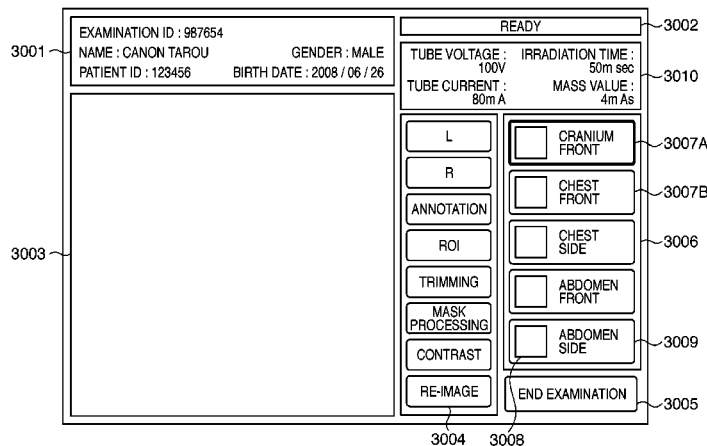 EXAMINATION ID : 987654
NAME : CANON TAROU GENDER : MALE
PATIENT ID : 123456 BIRTH DATE : 2008 / 06 / 26
READY
TUBE VOLTAGE : IRRADIATION TIME :
100V 50m sec
TUBE CURRENT : MASS VALUE :
80m A 4m As
L
R
ANNOTATION
ROI
TRIMMING
MASK
PROCESSING
CONTRAST
RE-IMAGE
CRANIUM
FRONT
CHEST
FRONT
CHEST
SIDE
ABDOMEN
FRONT
ABDOMEN
SIDE
END EXAMINATION
3001
3003
3002
3010
3007A
3007B
3006
3009
3005
3004
3008